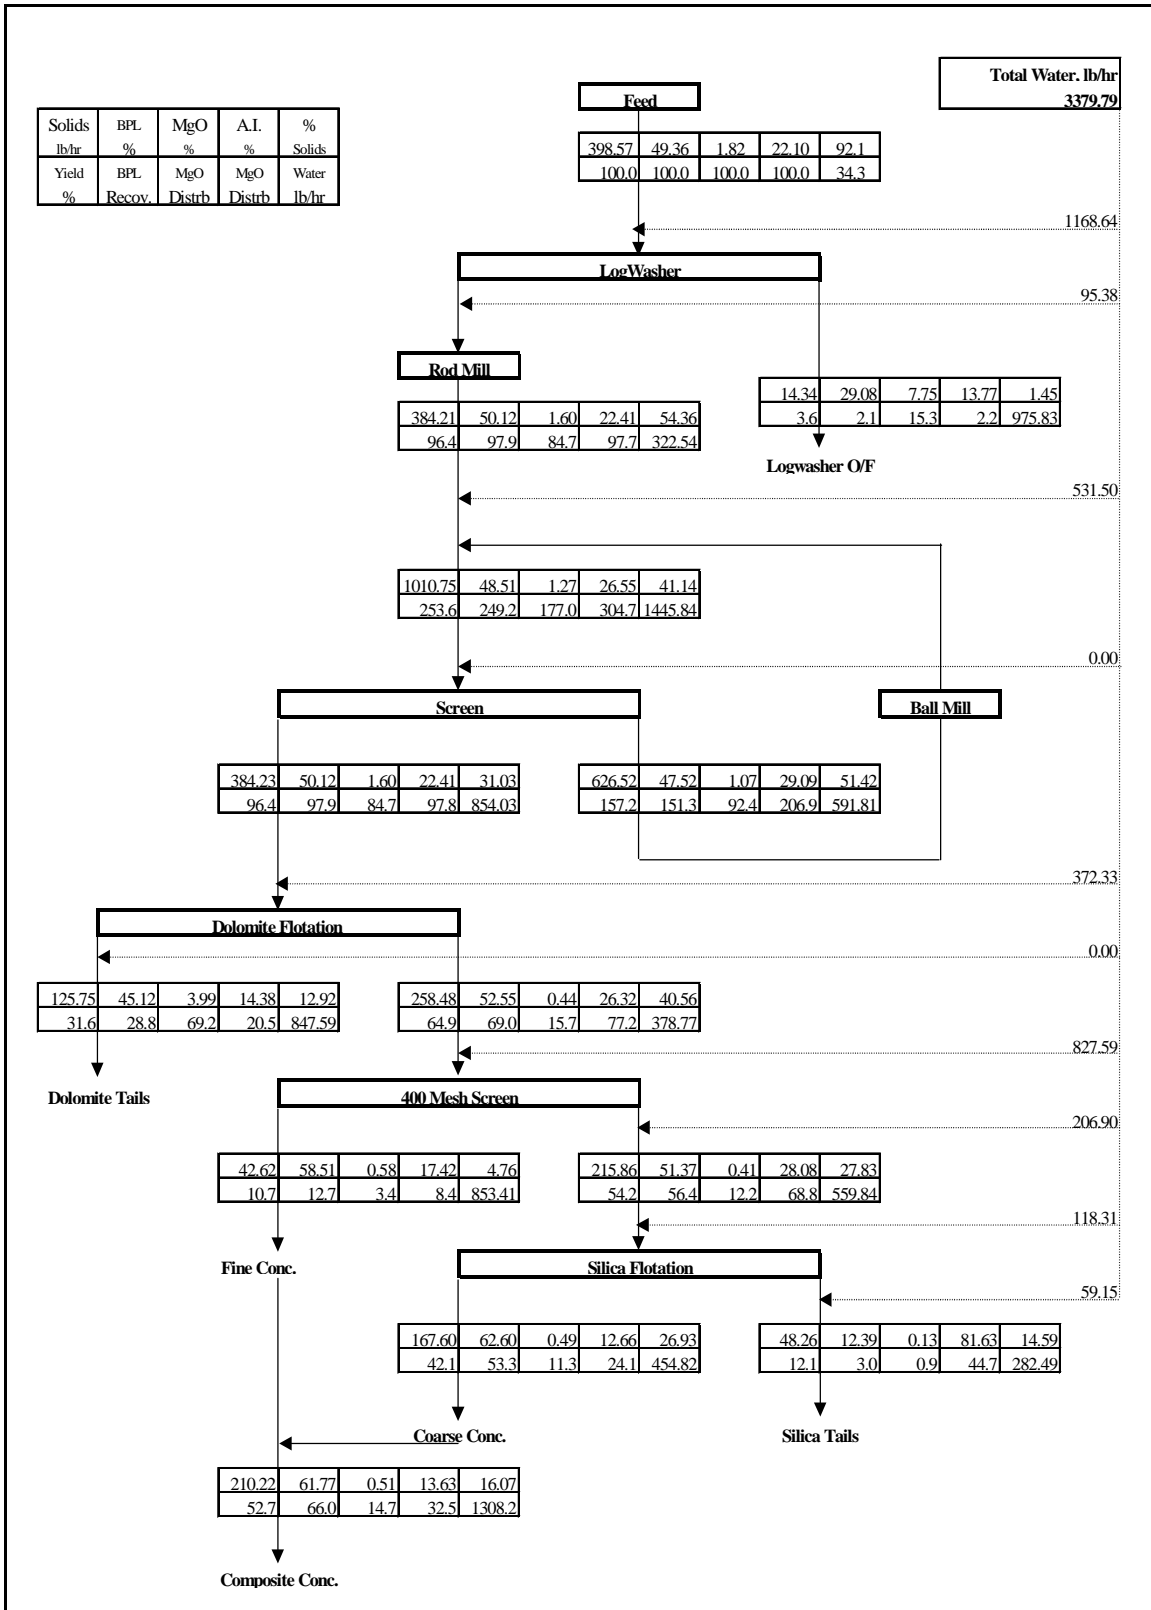 Total Water. lb/hr
3379.79
Feed
Solids BPL MgO A.I. %
lb/hr % % % Solids
Yield BPL MgO MgO Water
% Recov. Distrb Distrb lb/hr
398.57 49.36 1.82 22.10 92.1
100.0 100.0 100.0 100.0 34.3
1168.64
LogWasher
95.38
Rod Mill
14.34 29.08 7.75 13.77 1.45
3.6 2.1 15.3 2.2 975.83
384.21 50.12 1.60 22.41 54.36
96.4 97.9 84.7 97.7 322.54
Logwasher O/F
531.50
1010.75 48.51 1.27 26.55 41.14
253.6 249.2 177.0 304.7 1445.84
0.00
Screen
Ball Mill
384.23 50.12 1.60 22.41 31.03
96.4 97.9 84.7 97.8 854.03
626.52 47.52 1.07 29.09 51.42
157.2 151.3 92.4 206.9 591.81
372.33
Dolomite Flotation
0.00
125.75 45.12 3.99 14.38 12.92
31.6 28.8 69.2 20.5 847.59
258.48 52.55 0.44 26.32 40.56
64.9 69.0 15.7 77.2 378.77
827.59
Dolomite Tails
400 Mesh Screen
206.90
42.62 58.51 0.58 17.42 4.76
10.7 12.7 3.4 8.4 853.41
215.86 51.37 0.41 28.08 27.83
54.2 56.4 12.2 68.8 559.84
118.31
Fine Conc.
Silica Flotation
59.15
167.60 62.60 0.49 12.66 26.93
42.1 53.3 11.3 24.1 454.82
48.26 12.39 0.13 81.63 14.59
12.1 3.0 0.9 44.7 282.49
Coarse Conc.
Silica Tails
210.22 61.77 0.51 13.63 16.07
52.7 66.0 14.7 32.5 1308.2
Composite Conc.